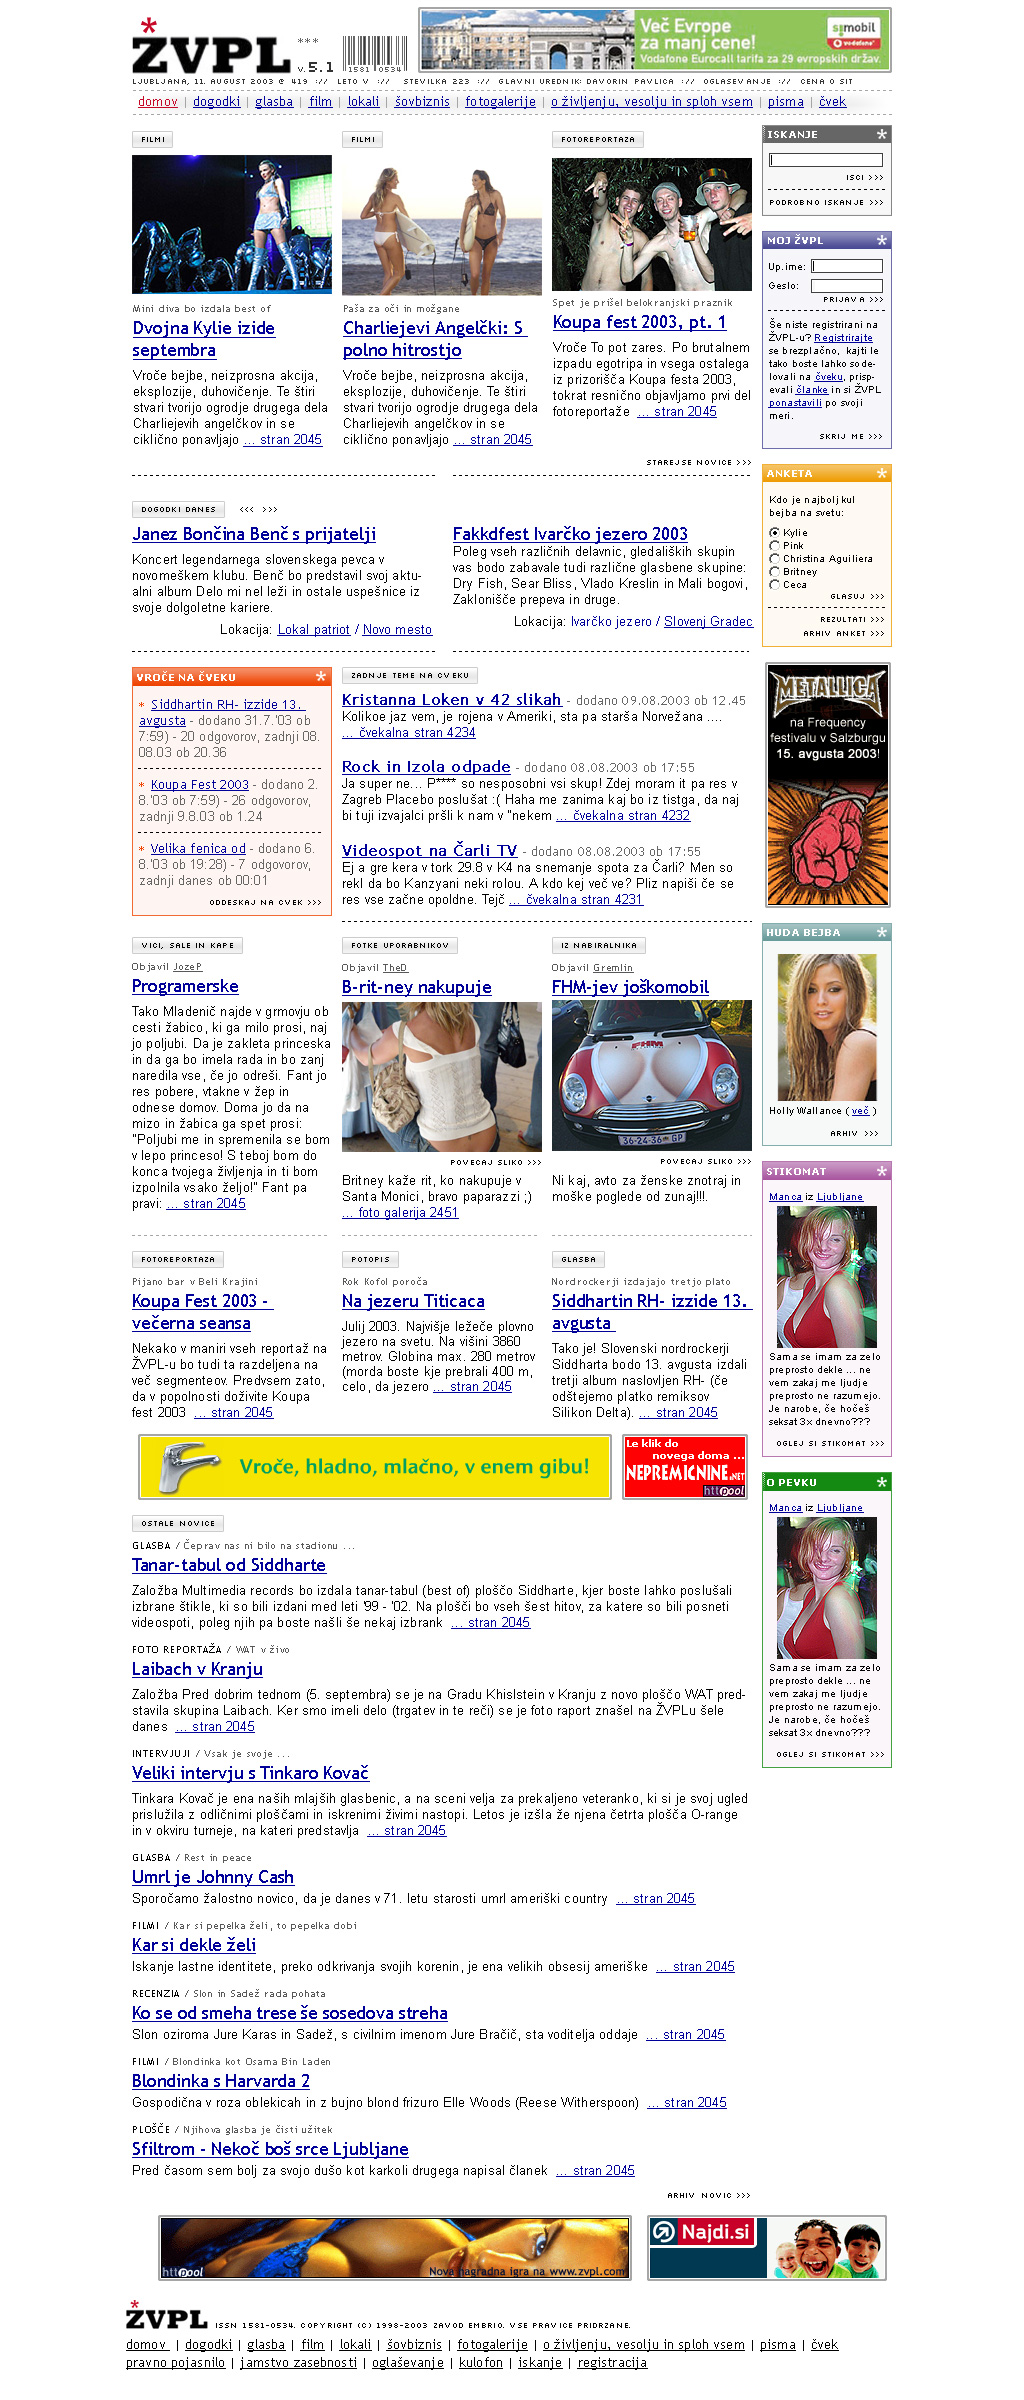 ŽVPL
***
v. 5.1
1581 0534
Več Evrope
za manj cene!
Vodafone Eurocall tarifa za 29 evropskih držav.
si.mobil
vodafone
LJUBLJANA, 11. AUGUST 2003 @ 419 :// LETO V :// STEVILKA 223 :// GLAVNI UREDNIK: DAVORIN PAVLICA :// OGLASEVANJE :// CENA 0 SIT
domov | dogodki | glasba | film | lokali | šovbiznis | fotogalerije | o življenju, vesolju in sploh vsem | pisma | čvek
FILMI
Mini diva bo izdala best of
Dvojna Kylie izide
septembra
Vroče bejbe, neizprosna akcija,
eksplozije, duhovičenje. Te štiri
stvari tvorijo ogrodje drugega dela
Charliejevih angelčkov in se
ciklično ponavljajo ... stran 2045
FILMI
Paša za oči in možgane
Charliejevi Angelčki: S
polno hitrostjo
Vroče bejbe, neizprosna akcija,
eksplozije, duhovičenje. Te štiri
stvari tvorijo ogrodje drugega dela
Charliejevih angelčkov in se
ciklično ponavljajo ... stran 2045
FOTOREPORTAZA
Spet je prišel belokranjski praznik
Koupa fest 2003, pt. 1
Vroče To pot zares. Po brutalnem
izpadu egotripa in vsega ostalega
iz prizorišča Koupa festa 2003,
tokrat resnično objavljamo prvi del
fotoreportaže ... stran 2045
STAREJSE NOVICE >>>
ISKANJE *
ISCI >>>
PODROBNO ISKANJE >>>
MOJ ŽVPL *
Up.ime:
Geslo:
PRIJAVA >>>
Še niste registrirani na
ŽVPL-u? Registrirajte
se brezplačno, kajti le
tako boste lahko sode-
lovali na čveku, prisp-
evali članke in si ŽVPL
ponastavili po svoji
meri.
SKRIJ ME >>>
ANKETA *
Kdo je najbolj kul
bejba na svetu:
Kylie
Pink
Christina Aguiliera
Britney
Ceca
GLASUJ >>>
REZULTATI >>>
ARHIV ANKET >>>
DOGODKI DANES <<< >>>
Janez Bončina Benč s prijatelji
Koncert legendarnega slovenskega pevca v
novomeškem klubu. Benč bo predstavil svoj aktu-
alni album Delo mi nel leži in ostale uspešnice iz
svoje dolgoletne kariere.
Lokacija: Lokal patriot / Novo mesto
Fakkdfest Ivarčko jezero 2003
Poleg vseh različnih delavnic, gledaliških skupin
vas bodo zabavale tudi različne glasbene skupine:
Dry Fish, Sear Bliss, Vlado Kreslin in Mali bogovi,
Zaklonišče prepeva in druge.
Lokacija: Ivarčko jezero / Slovenj Gradec
VROČE NA ČVEKU *
* Siddhartin RH- izzide 13.
avgusta - dodano 31.7.'03 ob
7:59) - 20 odgovorov, zadnji 08.
08.03 ob 20.36
* Koupa Fest 2003 - dodano 2.
8.'03 ob 7:59) - 26 odgovorov,
zadnji 9.8.03 ob 1.24
* Velika fenica od - dodano 6.
8.'03 ob 19:28) - 7 odgovorov,
zadnji danes ob 00:01
ODDESKAJ NA CVEK >>>
ZADNJE TEME NA CVEKU
Kristanna Loken v 42 slikah - dodano 09.08.2003 ob 12.45
Kolikoe jaz vem, je rojena v Ameriki, sta pa starša Norvežana ....
... čvekalna stran 4234
Rock in Izola odpade - dodano 08.08.2003 ob 17:55
Ja super ne... P**** so nesposobni vsi skup! Zdej moram it pa res v
Zagreb Placebo poslušat :( Haha me zanima kaj bo iz tistga, da naj
bi tuji izvajalci pršli k nam v "nekem ... čvekalna stran 4232
Videospot na Čarli TV - dodano 08.08.2003 ob 17:55
Ej a gre kera v tork 29.8 v K4 na snemanje spota za Čarli? Men so
rekl da bo Kanzyani neki rolou. A kdo kej več ve? Pliz napiši če se
res vse začne opoldne. Tejč ... čvekalna stran 4231
METALLICA
na Frequency
festivalu v Salzburgu
15. avgusta 2003!
VICI, SALE IN KAPE
Objavil JozeP
Programerske
Tako Mladenič najde v grmovju ob
cesti žabico, ki ga milo prosi, naj
jo poljubi. Da je zakleta princeska
in da ga bo imela rada in bo zanj
naredila vse, če jo odreši. Fant jo
res pobere, vtakne v žep in
odnese domov. Doma jo da na
mizo in žabica ga spet prosi:
"Poljubi me in spremenila se bom
v lepo princeso! S teboj bom do
konca tvojega življenja in ti bom
izpolnila vsako željo!" Fant pa
pravi: ... stran 2045
FOTKE UPORABNIKOV
Objavil TheD
B-rit-ney nakupuje
POVECAJ SLIKO >>>
Britney kaže rit, ko nakupuje v
Santa Monici, bravo paparazzi ;)
... foto galerija 2451
IZ NABIRALNIKA
Objavil Gremlin
FHM-jev joškomobil
FHM
36-24-36 GP
POVECAJ SLIKO >>>
Ni kaj, avto za ženske znotraj in
moške poglede od zunaj!!!.
HUDA BEJBA *
Holly Wallance ( več )
ARHIV >>>
STIKOMAT *
Manca iz Ljubljane
Sama se imam za zelo
preprosto dekle ... ne
vem zakaj me ljudje
preprosto ne razumejo.
Je narobe, če hočeš
seksat 3x dnevno???
OGLEJ SI STIKOMAT >>>
FOTOREPORTAZA
Pijano bar v Beli Krajini
Koupa Fest 2003 -
večerna seansa
Nekako v maniri vseh reportaž na
ŽVPL-u bo tudi ta razdeljena na
več segmenteov. Predvsem zato,
da v popolnosti doživite Koupa
fest 2003 ... stran 2045
POTOPIS
Rok Kofol poroča
Na jezeru Titicaca
Julij 2003. Najvišje ležeče plovno
jezero na svetu. Na višini 3860
metrov. Globina max. 280 metrov
(morda boste kje prebrali 400 m,
celo, da jezero ... stran 2045
GLASBA
Nordrockerji izdajajo tretjo plato
Siddhartin RH- izzide 13.
avgusta
Tako je! Slovenski nordrockerji
Siddharta bodo 13. avgusta izdali
tretji album naslovljen RH- (če
odštejemo platko remiksov
Silikon Delta). ... stran 2045
Vroče, hladno, mlačno, v enem gibu!
Le klik do
novega doma ...
NEPREMICNINE.NET
httpool
O PEVKU *
Manca iz Ljubljane
Sama se imam za zelo
preprosto dekle ... ne
vem zakaj me ljudje
preprosto ne razumejo.
Je narobe, če hočeš
seksat 3x dnevno???
OGLEJ SI STIKOMAT >>>
OSTALE NOVICE
GLASBA / Čeprav nas ni bilo na stadionu ...
Tanar-tabul od Siddharte
Založba Multimedia records bo izdala tanar-tabul (best of) ploščo Siddharte, kjer boste lahko poslušali
izbrane štikle, ki so bili izdani med leti '99 - '02. Na plošči bo vseh šest hitov, za katere so bili posneti
videospoti, poleg njih pa boste našli še nekaj izbrank ... stran 2045
FOTO REPORTAŽA / WAT v živo
Laibach v Kranju
Založba Pred dobrim tednom (5. septembra) se je na Gradu Khislstein v Kranju z novo ploščo WAT pred-
stavila skupina Laibach. Ker smo imeli delo (trgatev in te reči) se je foto raport znašel na ŽVPLu šele
danes ... stran 2045
INTERVJUJI / Vsak je svoje ...
Veliki intervju s Tinkaro Kovač
Tinkara Kovač je ena naših mlajših glasbenic, a na sceni velja za prekaljeno veteranko, ki si je svoj ugled
prislužila z odličnimi ploščami in iskrenimi živimi nastopi. Letos je izšla že njena četrta plošča O-range
in v okviru turneje, na kateri predstavlja ... stran 2045
GLASBA / Rest in peace
Umrl je Johnny Cash
Sporočamo žalostno novico, da je danes v 71. letu starosti umrl ameriški country ... stran 2045
FILMI / Kar si pepelka želi, to pepelka dobi
Kar si dekle želi
Iskanje lastne identitete, preko odkrivanja svojih korenin, je ena velikih obsesij ameriške ... stran 2045
RECENZIA / Slon in Sadež rada pohata
Ko se od smeha trese še sosedova streha
Slon oziroma Jure Karas in Sadež, s civilnim imenom Jure Bračič, sta voditelja oddaje ... stran 2045
FILMI / Blondinka kot Osama Bin Laden
Blondinka s Harvarda 2
Gospodična v roza oblekicah in z bujno blond frizuro Elle Woods (Reese Witherspoon) ... stran 2045
PLOŠČE / Njihova glasba je čisti užitek
Sfiltrom - Nekoč boš srce Ljubljane
Pred časom sem bolj za svojo dušo kot karkoli drugega napisal članek ... stran 2045
ARHIV NOVIC >>>
httpool
Nova nagradna igra na www.zvpl.com
Najdi.si
ŽVPL ISSN 1581-0534. COPYRIGHT (C) 1998-2003 ZAVOD EMBRIO. VSE PRAVICE PRIDRZANE.
domov | dogodki | glasba | film | lokali | šovbiznis | fotogalerije | o življenju, vesolju in sploh vsem | pisma | čvek
pravno pojasnilo | jamstvo zasebnosti | oglaševanje | kulofon | iskanje | registracija